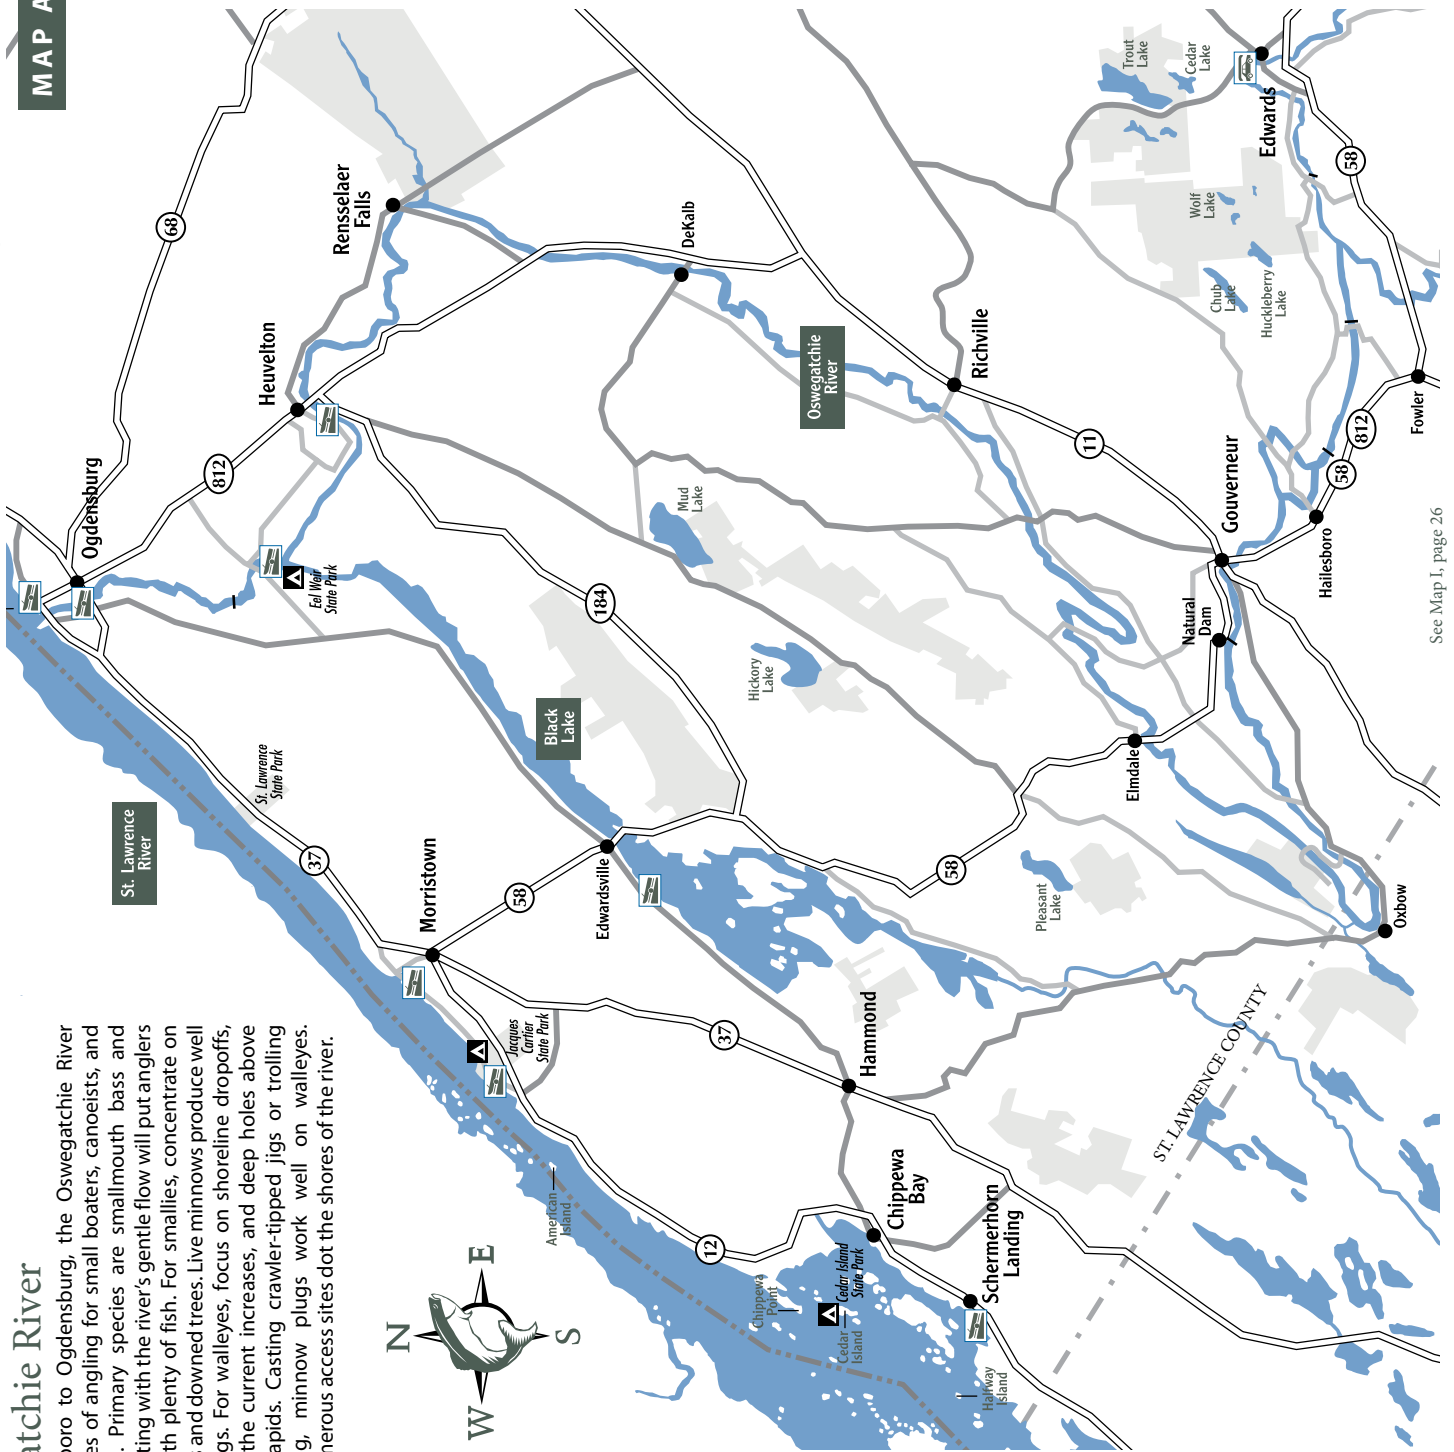 MAP A
atchie River
boro to Ogdensburg, the Oswegatchie River
es of angling for small boaters, canoeists, and
. Primary species are smallmouth bass and
ting with the river's gentle flow will put anglers
th plenty of fish. For smallies, concentrate on
s and downed trees. Live minnows produce well
gs. For walleyes, focus on shoreline dropoffs,
the current increases, and deep holes above
apids. Casting crawler-tipped jigs or trolling
g, minnow plugs work well on walleyes.
nerous access sites dot the shores of the river.
N
E
S
W
St. Lawrence
River
Black
Lake
Oswegatchie
River
68
812
Ogdensburg
Heuvelton
Rensselaer
Falls
DeKalb
Richville
11
Gouverneur
Natural
Dam
Hailesboro
58
812
Fowler
58
Edwards
Trout
Lake
Cedar
Lake
Wolf
Lake
Chub
Lake
Huckleberry
Lake
Mud
Lake
Hickory
Lake
Pleasant
Lake
Eel Weir
State Park
184
St. Lawrence
State Park
37
Morristown
58
Edwardsville
58
Elmdale
Oxbow
Jacques
Cartier
State Park
37
Hammond
American
Island
12
Chippewa
Bay
Chippewa
Point
Cedar Island
State Park
Cedar
Island
Schermerhorn
Landing
Halfway
Island
ST. LAWRENCE COUNTY
See Map I, page 26